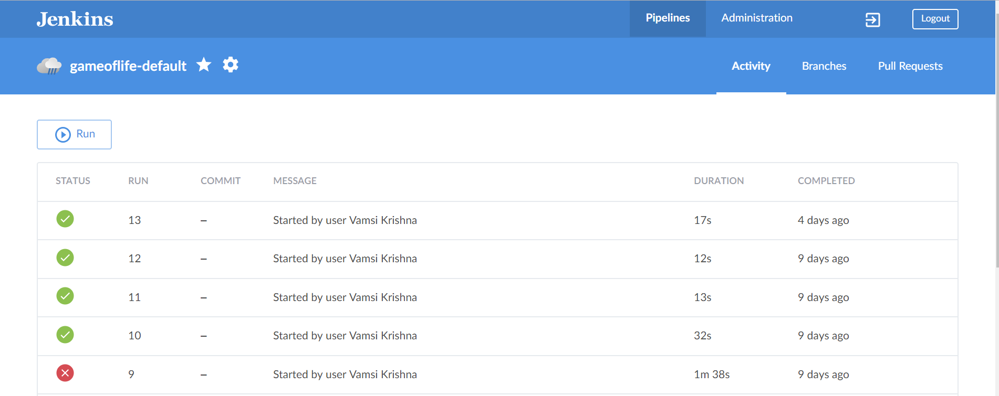 Jenkins Pipelines Administration Logout
gameoflife-default Activity Branches Pull Requests
Run
STATUS RUN COMMIT MESSAGE DURATION COMPLETED
13 – Started by user Vamsi Krishna 17s 4 days ago
12 – Started by user Vamsi Krishna 12s 9 days ago
11 – Started by user Vamsi Krishna 13s 9 days ago
10 – Started by user Vamsi Krishna 32s 9 days ago
9 – Started by user Vamsi Krishna 1m 38s 9 days ago